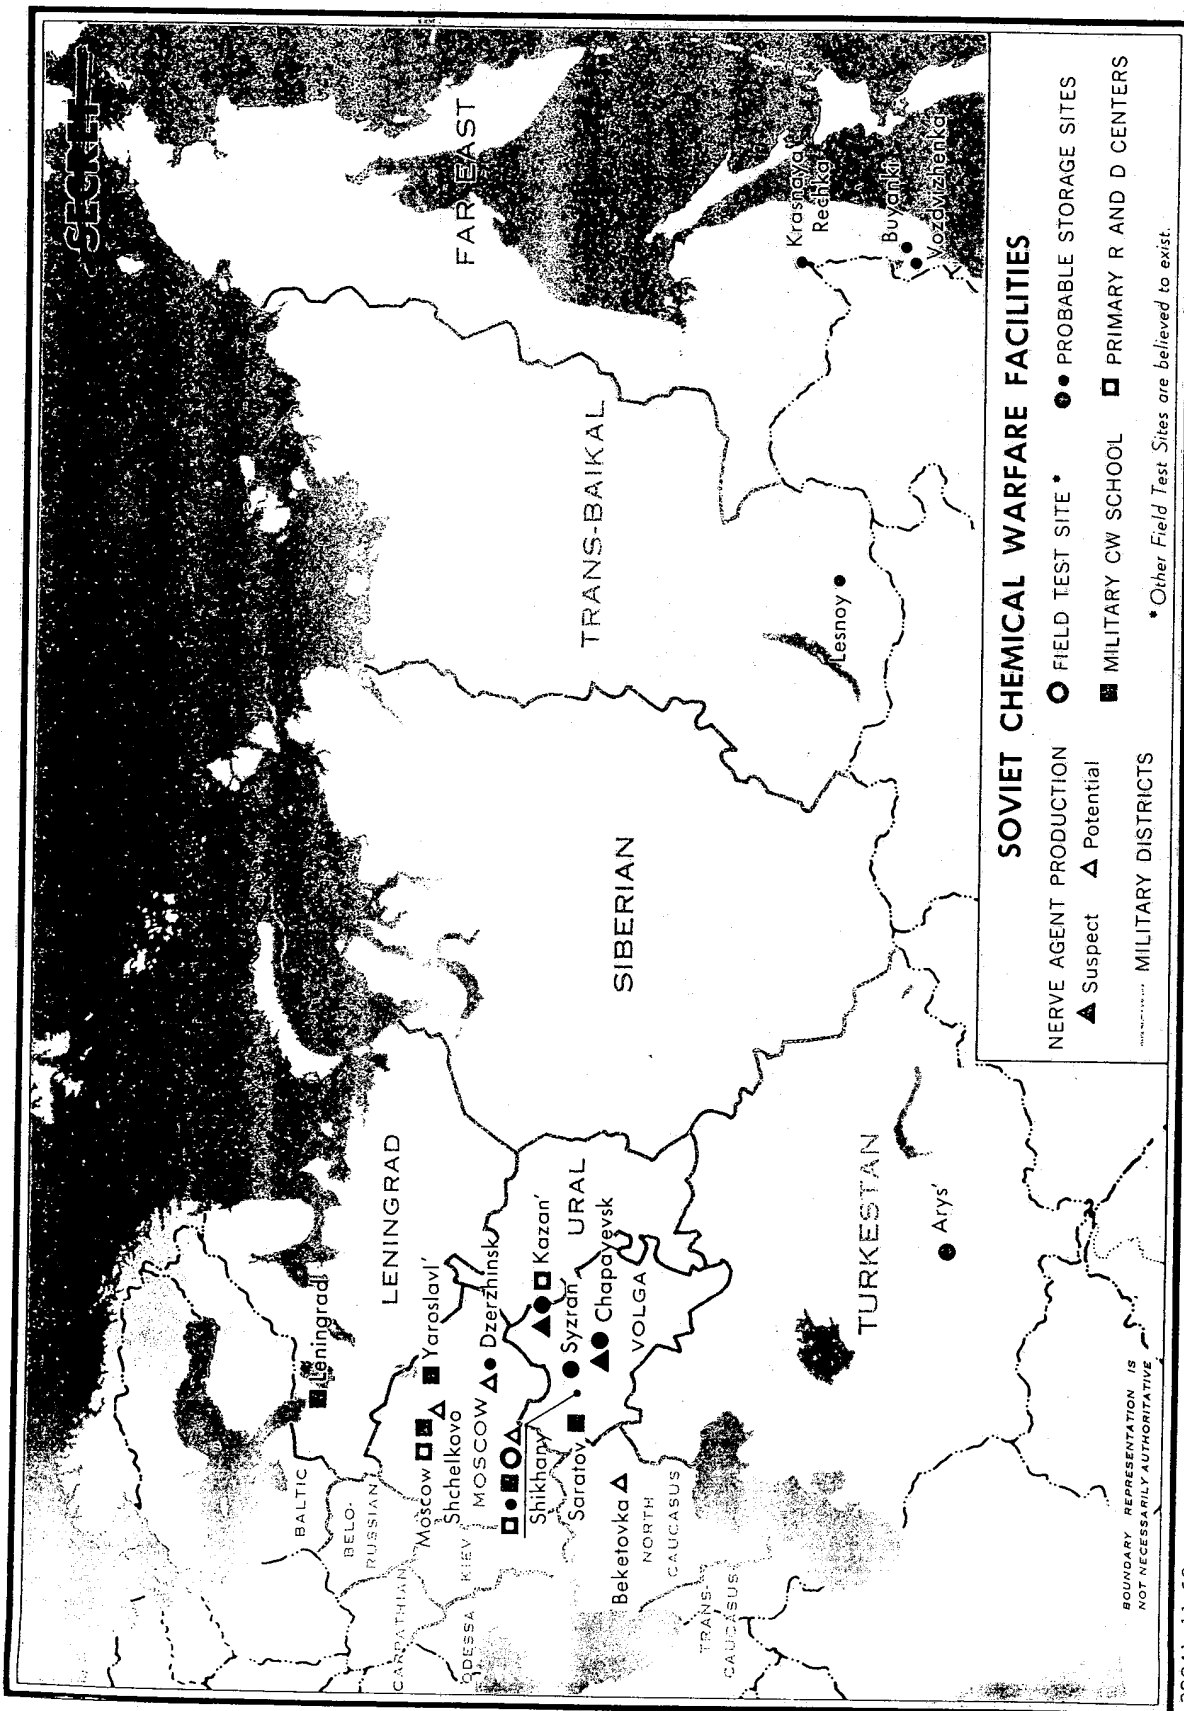 SECRET
FAR EAST
TRANS-BAIKAL
SIBERIAN
LENINGRAD
URAL
VOLGA
TURKESTAN
MOSCOW
BALTIC
BELO-
RUSSIAN
CARPATHIAN
KIEV
ODESSA
NORTH
CAUCASUS
TRANS-
CAUCASUS
Leningrad
Yaroslavl'
Moscow
Shchelkovo
Dzerzhinsk
Kazan'
Syzran'
Chapayevsk
Shikhany
Saratov
Beketovka
Arys'
Lesnoy
Krasnaya
Rechka
Buyanki
Vozdvizhenka
SOVIET CHEMICAL WARFARE FACILITIES
NERVE AGENT PRODUCTION
Suspect Potential
FIELD TEST SITE *
PROBABLE STORAGE SITES
MILITARY CW SCHOOL
PRIMARY R AND D CENTERS
MILITARY DISTRICTS
*Other Field Test Sites are believed to exist.
BOUNDARY REPRESENTATION IS
NOT NECESSARILY AUTHORITATIVE